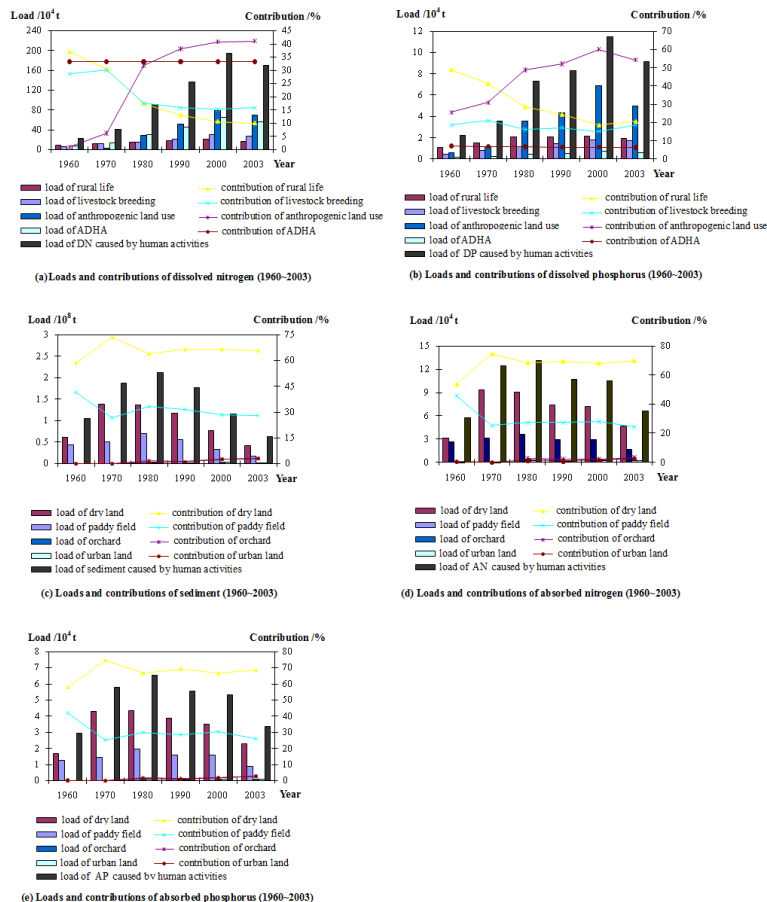 Load /10⁴ t Contribution /%
240 200 160 120 80 40 0
45 40 35 30 25 20 15 10 5 0
1960 1970 1980 1990 2000 2003 Year
load of rural life contribution of rural life
load of livestock breeding contribution of livestock breeding
load of anthropogenic land use contribution of anthropogenic land use
load of ADHA contribution of ADHA
load of DN caused by human activities
(a)Loads and contributions of dissolved nitrogen (1960~2003)
Load /10⁴ t Contribution /%
12 10 8 6 4 2 0
70 60 50 40 30 20 10 0
1960 1970 1980 1990 2000 2003 Year
load of rural life contribution of rural life
load of livestock breeding contribution of livestock breeding
load of anthropogenic land use contribution of anthropogenic land use
load of ADHA contribution of ADHA
load of DP caused by human activities
(b) Loads and contributions of dissolved phosphorus (1960~2003)
Load /10⁸ t Contribution /%
3 2.5 2 1.5 1 0.5 0
75 60 45 30 15 0
1960 1970 1980 1990 2000 2003 Year
load of dry land contribution of dry land
load of paddy field contribution of paddy field
load of orchard contribution of orchard
load of urban land contribution of urban land
load of sediment caused by human activities
(c) Loads and contributions of sediment (1960~2003)
Load /10⁴ t Contribution /%
15 12 9 6 3 0
80 60 40 20 0
1960 1970 1980 1990 2000 2003 Year
load of dry land contribution of dry land
load of paddy field contribution of paddy field
load of orchard contribution of orchard
load of urban land contribution of urban land
load of AN caused by human activities
(d) Loads and contributions of absorbed nitrogen (1960~2003)
Load /10⁴ t Contribution /%
8 7 6 5 4 3 2 1 0
80 70 60 50 40 30 20 10 0
1960 1970 1980 1990 2000 2003 Year
load of dry land contribution of dry land
load of paddy field contribution of paddy field
load of orchard contribution of orchard
load of urban land contribution of urban land
load of AP caused by human activities
(e) Loads and contributions of absorbed phosphorus (1960~2003)